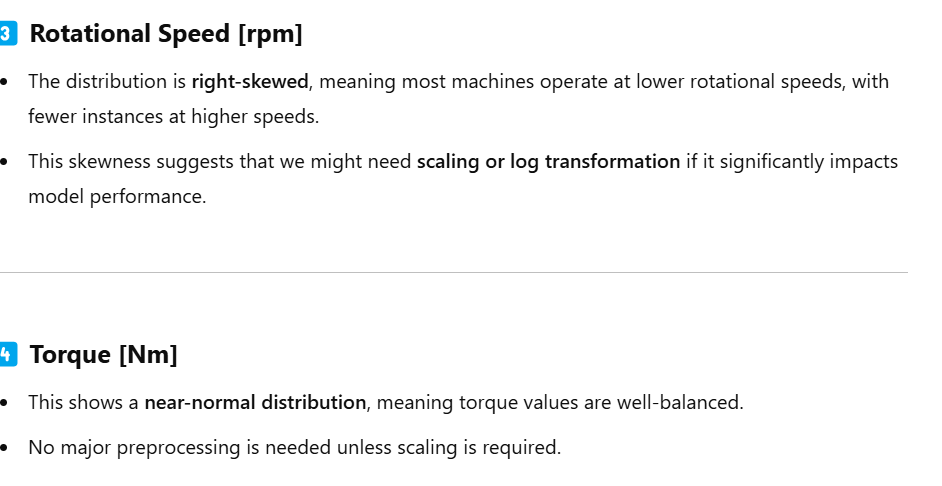 3 Rotational Speed [rpm]
• The distribution is right-skewed, meaning most machines operate at lower rotational speeds, with
fewer instances at higher speeds.
• This skewness suggests that we might need scaling or log transformation if it significantly impacts
model performance.
4 Torque [Nm]
• This shows a near-normal distribution, meaning torque values are well-balanced.
• No major preprocessing is needed unless scaling is required.